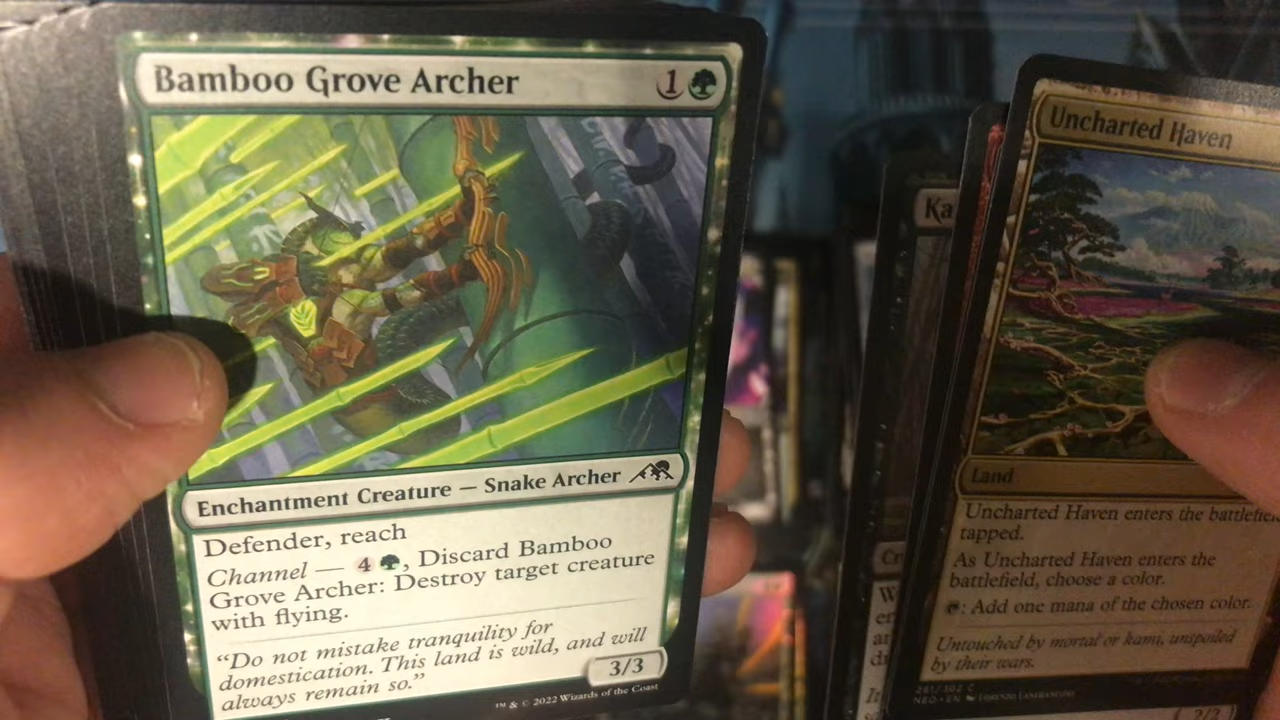 Bamboo Grove Archer
1
Enchantment Creature — Snake Archer
Defender, reach
Channel — 4, Discard Bamboo
Grove Archer: Destroy target creature
with flying.
“Do not mistake tranquility for
domestication. This land is wild, and will
always remain so.”
3/3
™ & © 2022 Wizards of the Coast
Ka
Uncharted Haven
Land
Uncharted Haven enters the battlefield
tapped.
As Uncharted Haven enters the
battlefield, choose a color.
: Add one mana of the chosen color.
Untouched by mortal or kami, unspoiled
by their wars.
261/302 C
NEO • EN